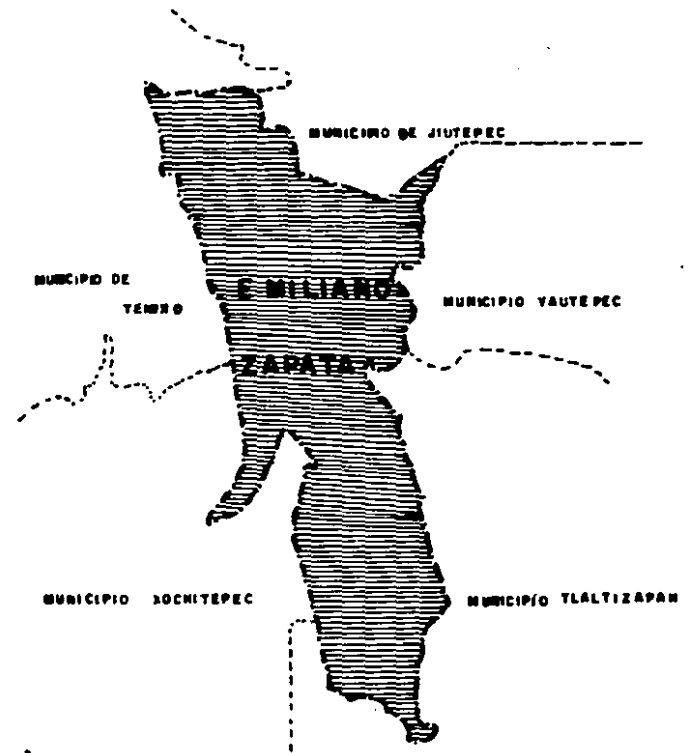 MUNICIPIO DE JIUTEPEC
MUNICIPIO DE
TEMIXCO
EMILIANO
MUNICIPIO YAUTEPEC
ZAPATA
MUNICIPIO XOCHITEPEC
MUNICIPIO TLALTIZAPAN